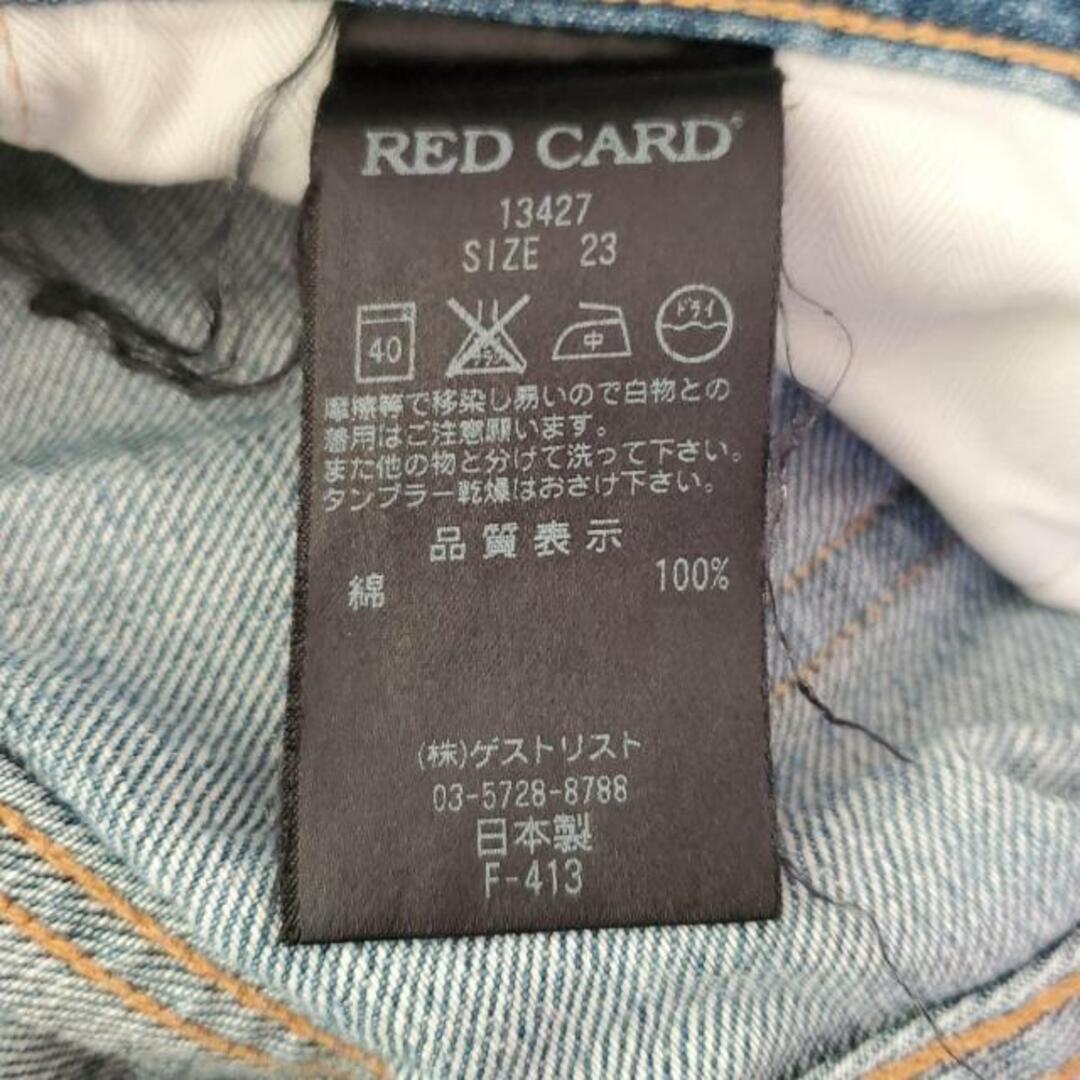 RED CARD®
13427
SIZE 23
40 中 ドライ
摩擦等で移染し易いので白物との
着用はご注意願います。
また他の物と分けて洗って下さい。
タンブラー乾燥はおさけ下さい。
品質表示
綿 100%
(株)ゲストリスト
03-5728-8788
日本製
F-413